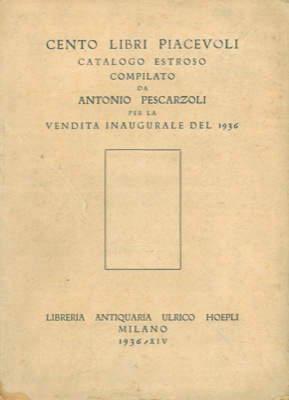 CENTO LIBRI PIACEVOLI
CATALOGO ESTROSO
COMPILATO
DA
ANTONIO PESCARZOLI
PER LA
VENDITA INAUGURALE DEL 1936
LIBRERIA ANTIQUARIA ULRICO HOEPLI
MILANO
1936-XIV